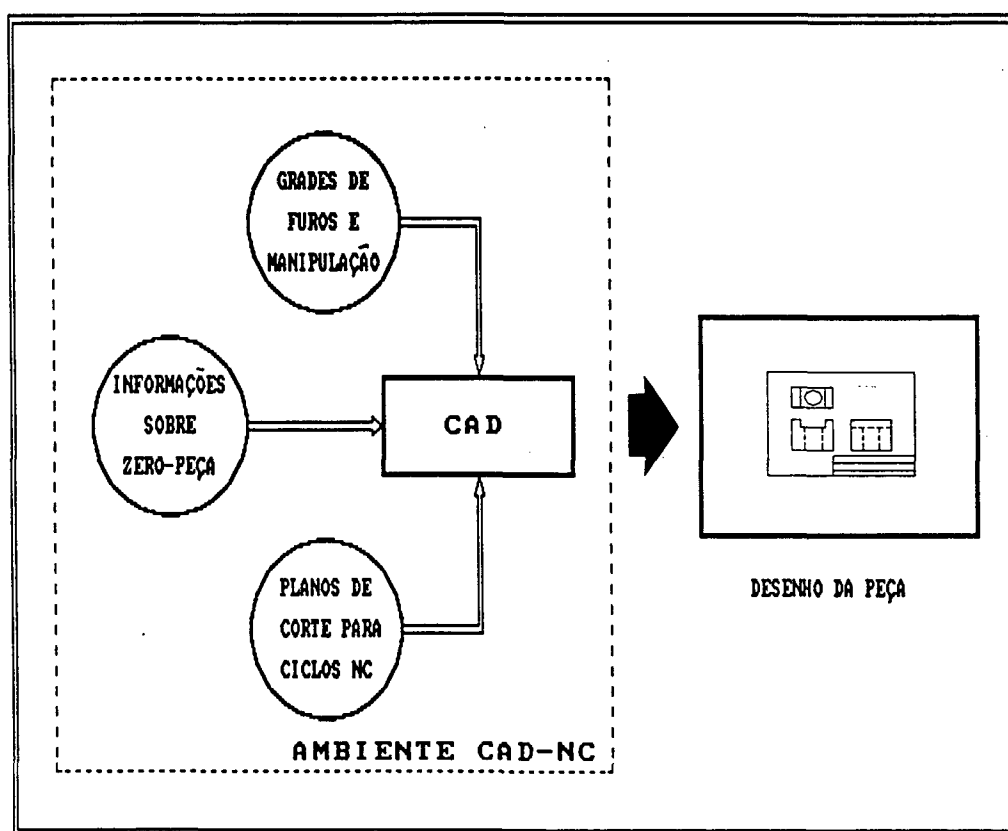 GRADES DE
FUROS E
MANIPULAÇÃO
INFORMAÇÕES
SOBRE
ZERO-PEÇA
CAD
PLANOS DE
CORTE PARA
CICLOS NC
AMBIENTE CAD-NC
DESENHO DA PEÇA